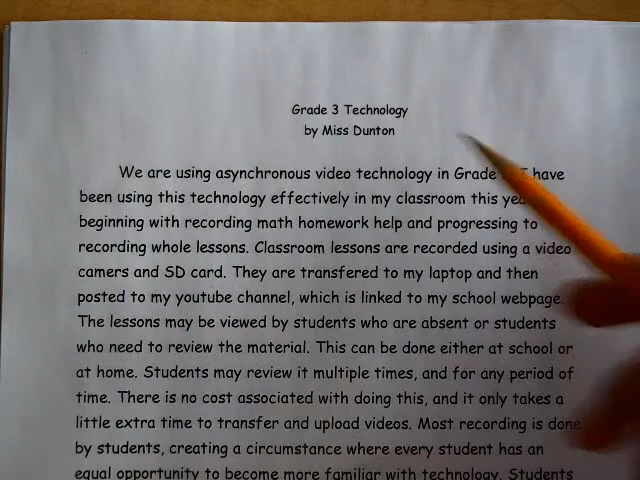 Grade 3 Technology
by Miss Dunton
We are using asynchronous video technology in Grade I have
been using this technology effectively in my classroom this
beginning with recording math homework help and progressing to
recording whole lessons. Classroom lessons are recorded using a video
camers and SD card. They are transfered to my laptop and then
posted to my youtube channel, which is linked to my school webpage.
The lessons may be viewed by students who are absent or students
who need to review the material. This can be done either at school or
at home. Students may review it multiple times, and for any period of
time. There is no cost associated with doing this, and it only takes a
little extra time to transfer and upload videos. Most recording is done
by students, creating a circumstance where every student has an
equal opportunity to become more familiar with technology. Students